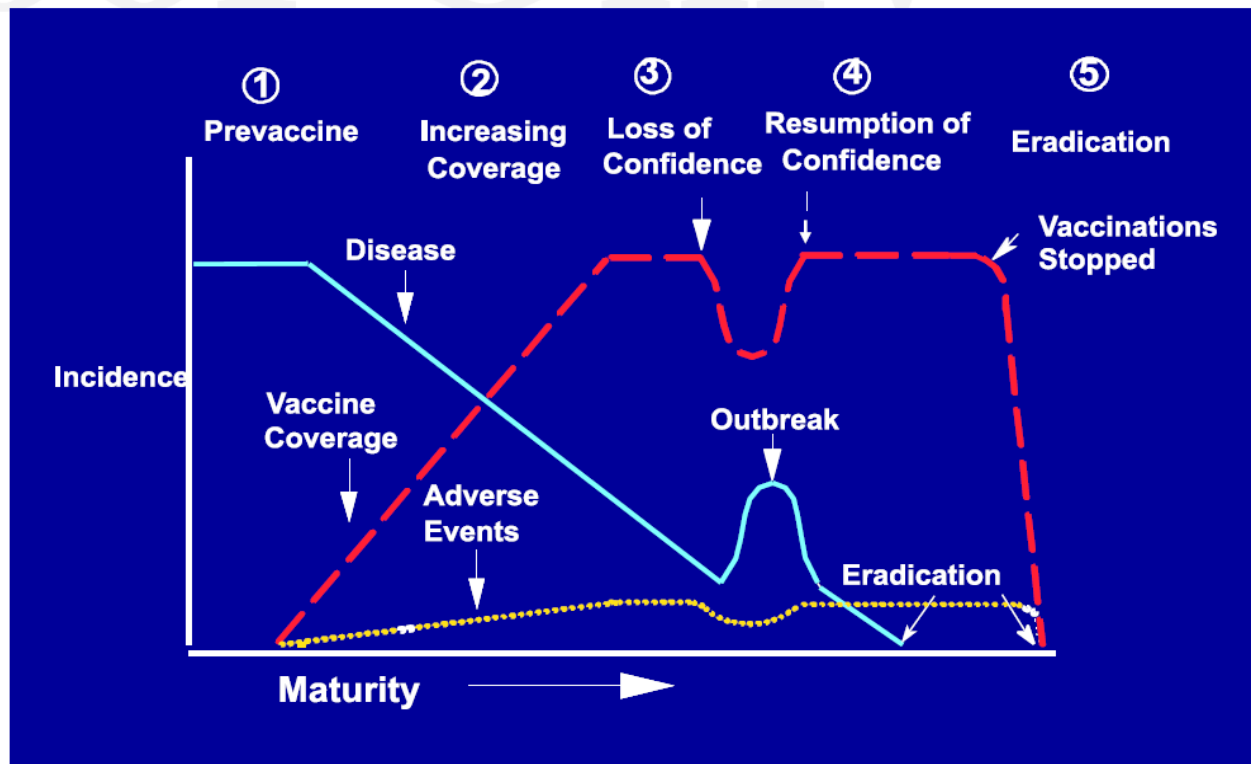 ①
Prevaccine
②
Increasing
Coverage
③
Loss of
Confidence
④
Resumption of
Confidence
⑤
Eradication
Vaccinations
Stopped
Disease
Incidence
Vaccine
Coverage
Outbreak
Adverse
Events
Eradication
Maturity